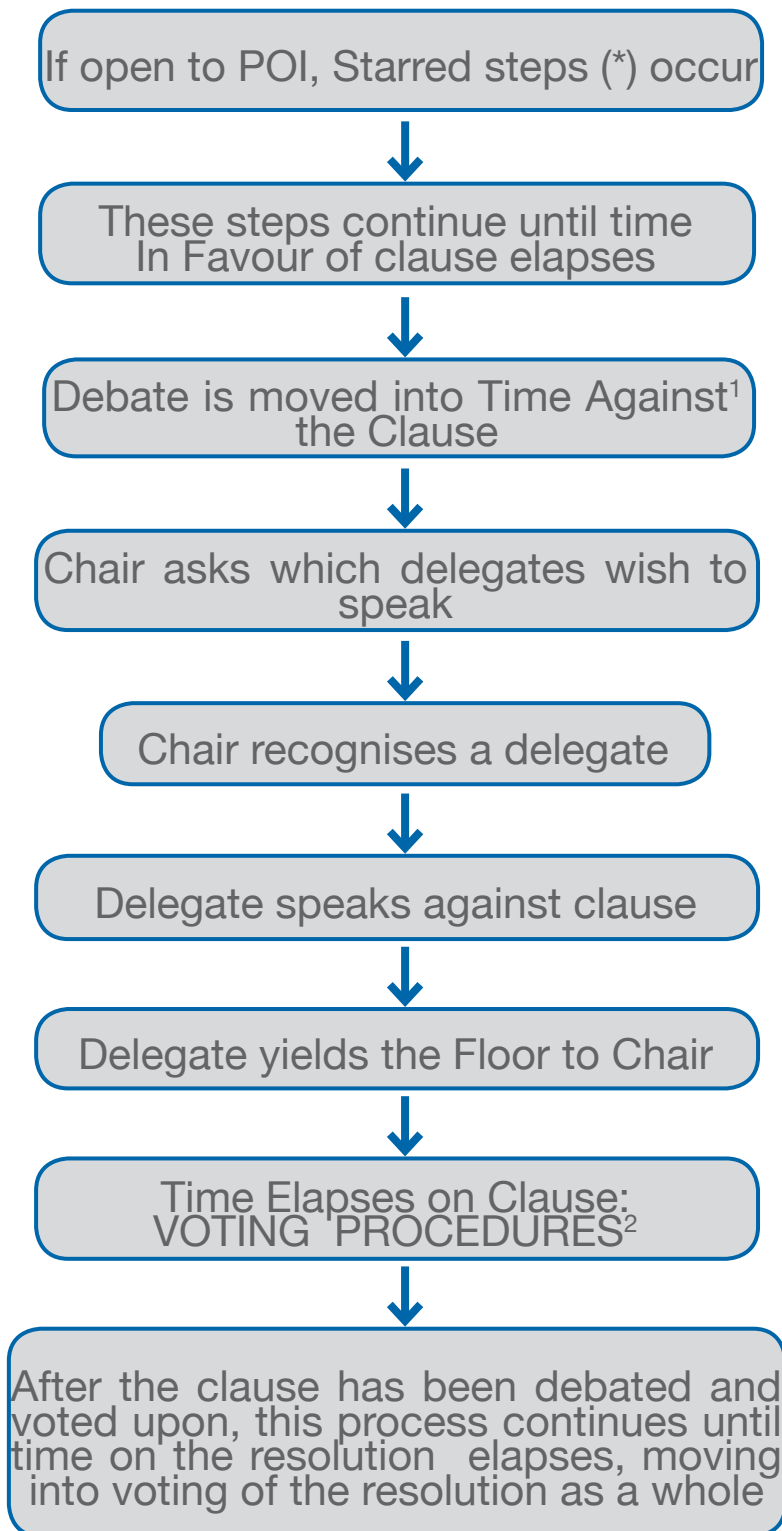 If open to POI, Starred steps (*) occur
These steps continue until time
In Favour of clause elapses
Debate is moved into Time Against¹
the Clause
Chair asks which delegates wish to
speak
Chair recognises a delegate
Delegate speaks against clause
Delegate yields the Floor to Chair
Time Elapses on Clause:
VOTING PROCEDURES²
After the clause has been debated and
voted upon, this process continues until
time on the resolution elapses, moving
into voting of the resolution as a whole